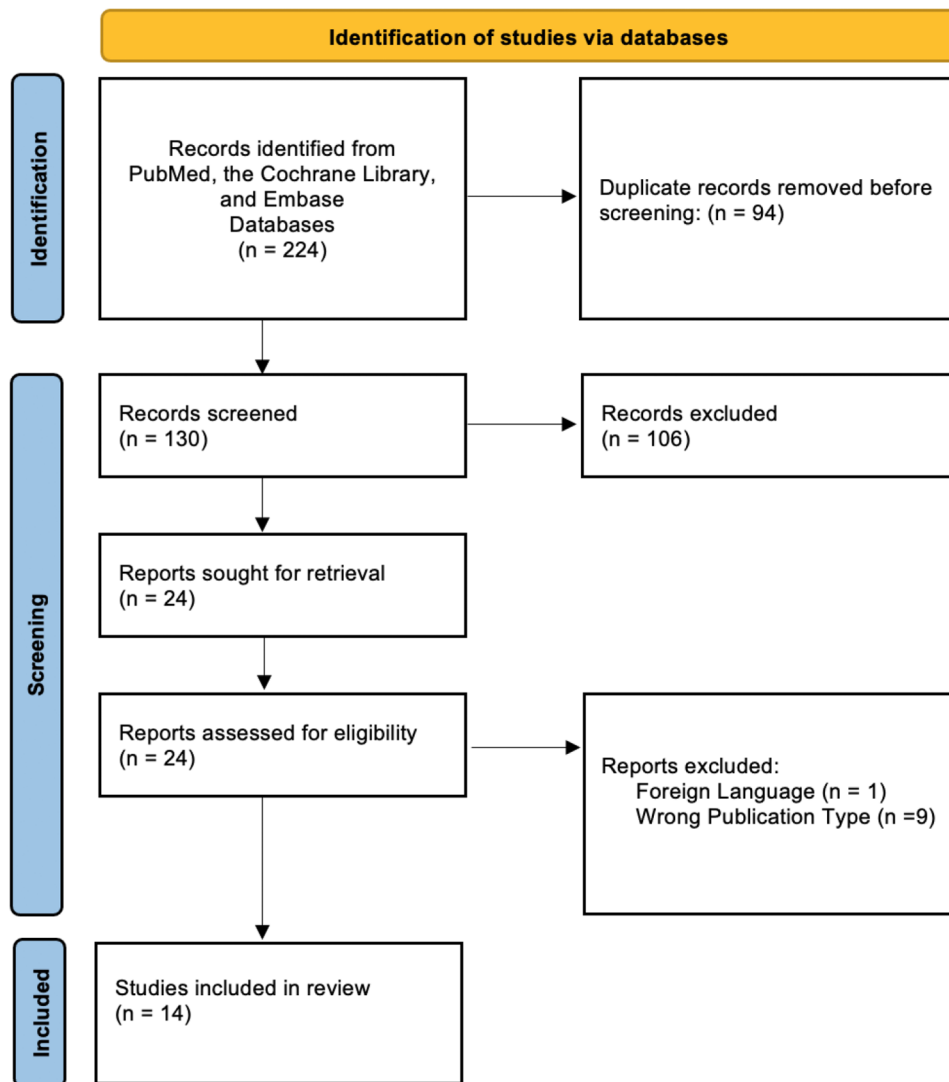 Identification of studies via databases
Identification
Records identified from
PubMed, the Cochrane Library,
and Embase
Databases
(n = 224)
Duplicate records removed before
screening: (n = 94)
Screening
Records screened
(n = 130)
Records excluded
(n = 106)
Reports sought for retrieval
(n = 24)
Reports assessed for eligibility
(n = 24)
Reports excluded:
Foreign Language (n = 1)
Wrong Publication Type (n =9)
Included
Studies included in review
(n = 14)